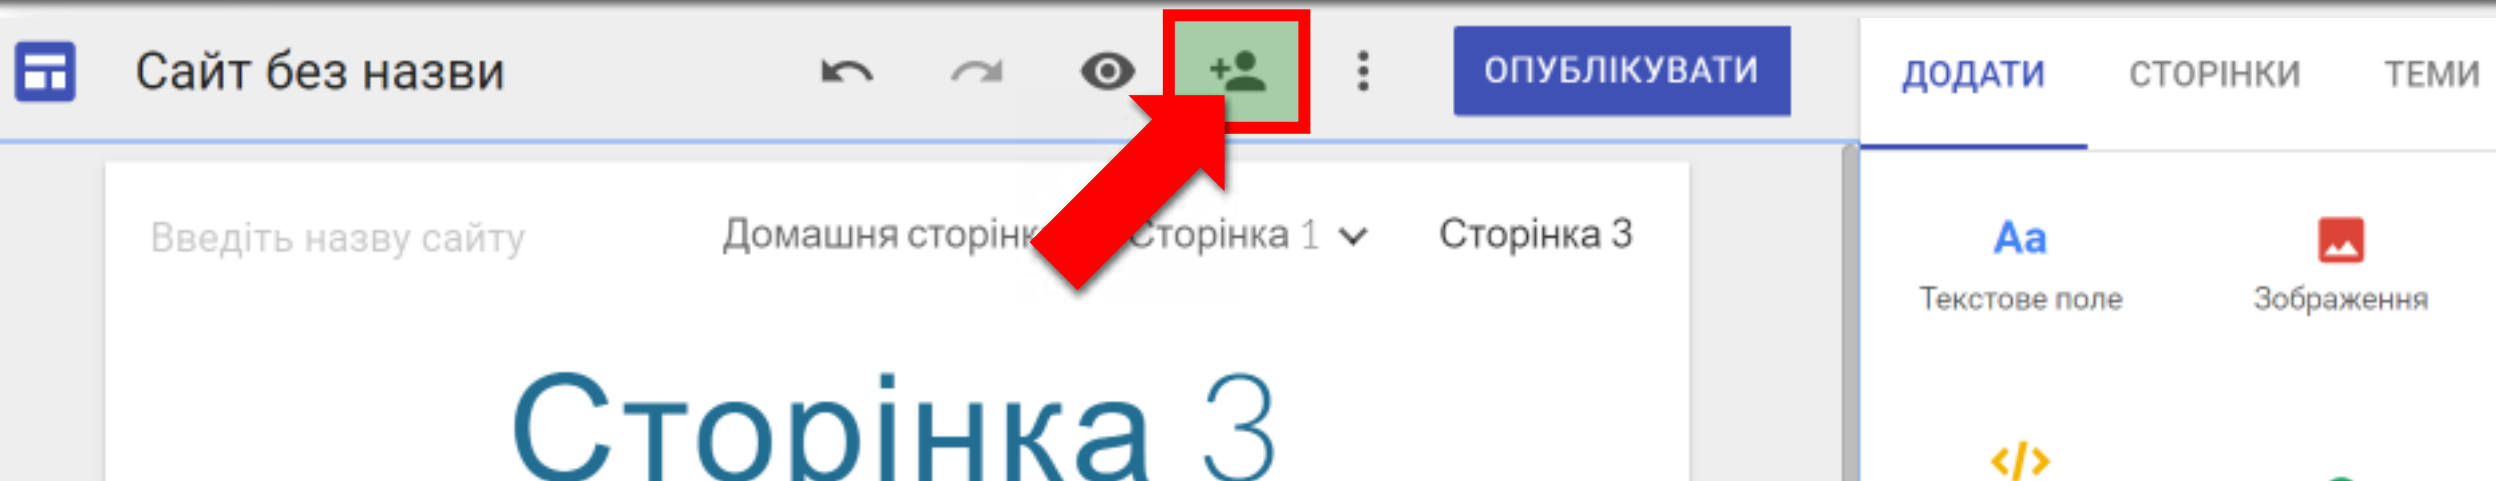 Сайт без назви ОПУБЛІКУВАТИ ДОДАТИ СТОРІНКИ ТЕМИ
Введіть назву сайту Домашня Сторінка 1 Сторінка 3
Aa
Текстове поле Зображення
Сторінка 3